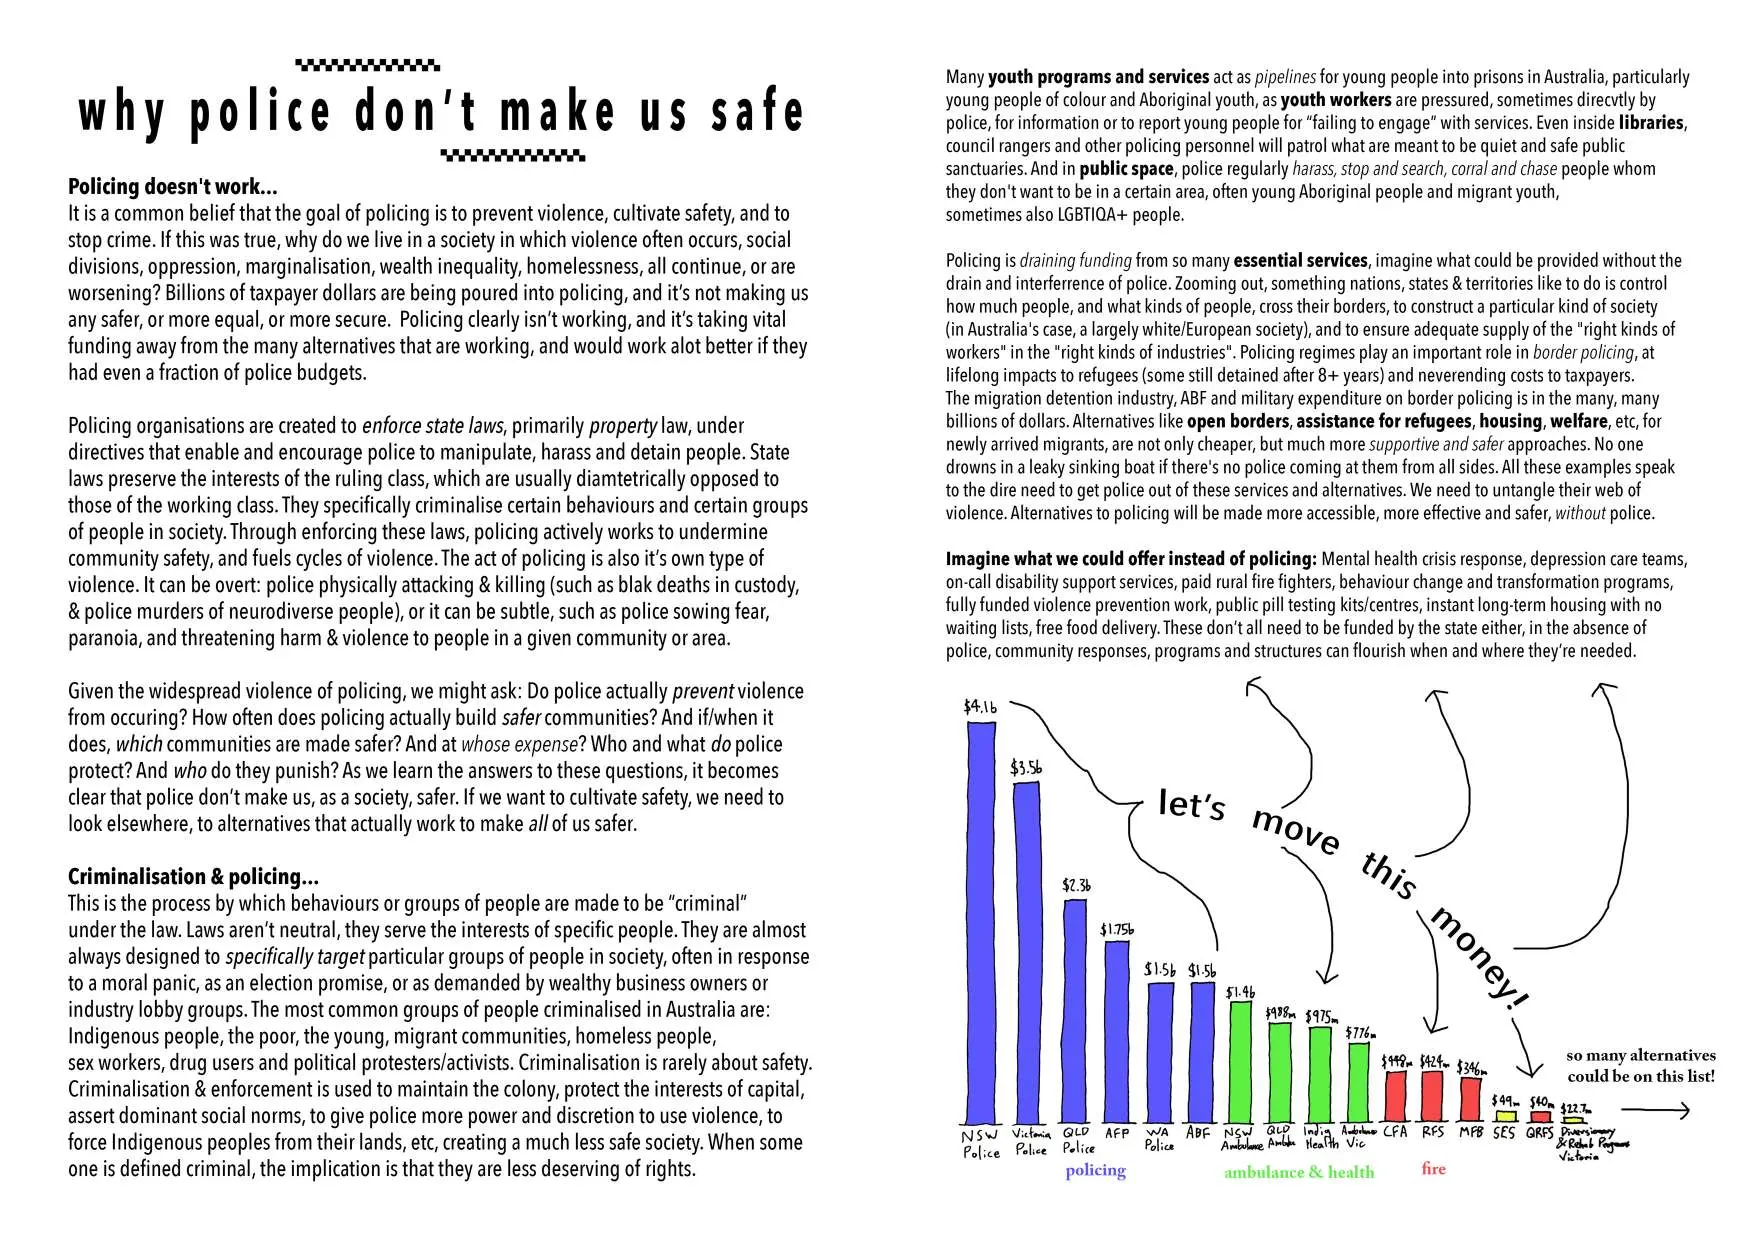 why police don’t make us safe
Policing doesn't work...
It is a common belief that the goal of policing is to prevent violence, cultivate safety, and to
stop crime. If this was true, why do we live in a society in which violence often occurs, social
divisions, oppression, marginalisation, wealth inequality, homelessness, all continue, or are
worsening? Billions of taxpayer dollars are being poured into policing, and it’s not making us
any safer, or more equal, or more secure.  Policing clearly isn’t working, and it’s taking vital
funding away from the many alternatives that are working, and would work alot better if they
had even a fraction of police budgets.
Policing organisations are created to enforce state laws, primarily property law, under
directives that enable and encourage police to manipulate, harass and detain people. State
laws preserve the interests of the ruling class, which are usually diamtetrically opposed to
those of the working class. They specifically criminalise certain behaviours and certain groups
of people in society. Through enforcing these laws, policing actively works to undermine
community safety, and fuels cycles of violence. The act of policing is also it’s own type of
violence. It can be overt: police physically attacking & killing (such as blak deaths in custody,
& police murders of neurodiverse people), or it can be subtle, such as police sowing fear,
paranoia, and threatening harm & violence to people in a given community or area.
Given the widespread violence of policing, we might ask: Do police actually prevent violence
from occuring? How often does policing actually build safer communities? And if/when it
does, which communities are made safer? And at whose expense? Who and what do police
protect? And who do they punish? As we learn the answers to these questions, it becomes
clear that police don’t make us, as a society, safer. If we want to cultivate safety, we need to
look elsewhere, to alternatives that actually work to make all of us safer.
Criminalisation & policing...
This is the process by which behaviours or groups of people are made to be “criminal”
under the law. Laws aren’t neutral, they serve the interests of specific people. They are almost
always designed to specifically target particular groups of people in society, often in response
to a moral panic, as an election promise, or as demanded by wealthy business owners or
industry lobby groups. The most common groups of people criminalised in Australia are:
Indigenous people, the poor, the young, migrant communities, homeless people,
sex workers, drug users and political protesters/activists. Criminalisation is rarely about safety.
Criminalisation & enforcement is used to maintain the colony, protect the interests of capital,
assert dominant social norms, to give police more power and discretion to use violence, to
force Indigenous peoples from their lands, etc, creating a much less safe society. When some
one is defined criminal, the implication is that they are less deserving of rights.
Many youth programs and services act as pipelines for young people into prisons in Australia, particularly
young people of colour and Aboriginal youth, as youth workers are pressured, sometimes direcvtly by
police, for information or to report young people for “failing to engage” with services. Even inside libraries,
council rangers and other policing personnel will patrol what are meant to be quiet and safe public
sanctuaries. And in public space, police regularly harass, stop and search, corral and chase people whom
they don't want to be in a certain area, often young Aboriginal people and migrant youth,
sometimes also LGBTIQA+ people.
Policing is draining funding from so many essential services, imagine what could be provided without the
drain and interferrence of police. Zooming out, something nations, states & territories like to do is control
how much people, and what kinds of people, cross their borders, to construct a particular kind of society
(in Australia's case, a largely white/European society), and to ensure adequate supply of the "right kinds of
workers" in the "right kinds of industries". Policing regimes play an important role in border policing, at
lifelong impacts to refugees (some still detained after 8+ years) and neverending costs to taxpayers.
The migration detention industry, ABF and military expenditure on border policing is in the many, many
billions of dollars. Alternatives like open borders, assistance for refugees, housing, welfare, etc, for
newly arrived migrants, are not only cheaper, but much more supportive and safer approaches. No one
drowns in a leaky sinking boat if there's no police coming at them from all sides. All these examples speak
to the dire need to get police out of these services and alternatives. We need to untangle their web of
violence. Alternatives to policing will be made more accessible, more effective and safer, without police.
Imagine what we could offer instead of policing: Mental health crisis response, depression care teams,
on-call disability support services, paid rural fire fighters, behaviour change and transformation programs,
fully funded violence prevention work, public pill testing kits/centres, instant long-term housing with no
waiting lists, free food delivery. These don’t all need to be funded by the state either, in the absence of
police, community responses, programs and structures can flourish when and where they’re needed.
let’s move this money!
$4.1b
$3.5b
$2.3b
$1.75b
$1.5b
$1.5b
$1.4b
$988m
$975m
$776m
$448m
$424m
$346m
$49m
$40m
$22.7m
so many alternatives
could be on this list!
NSW Police
Victoria Police
QLD Police
AFP
WA Police
ABF
NSW Ambulance
QLD Ambula
Indig Health
Ambulance Vic
CFA
RFS
MFB
SES
QRFS
Diversionary
& Rehab Programs
Victoria
policing
ambulance & health
fire